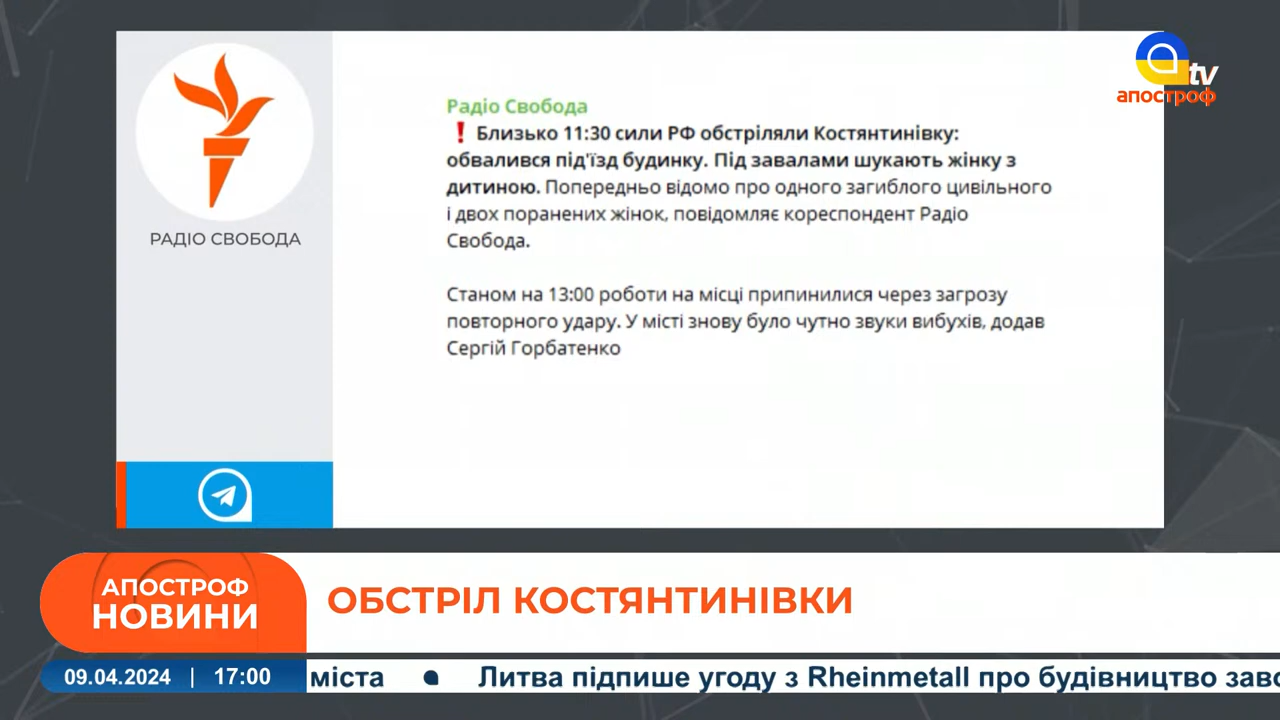 tv
апостроф
РАДІО СВОБОДА
Радіо Свобода
❗ Близько 11:30 сили РФ обстріляли Костянтинівку:
обвалився під'їзд будинку. Під завалами шукають жінку з
дитиною. Попередньо відомо про одного загиблого цивільного
і двох поранених жінок, повідомляє кореспондент Радіо
Свобода.
Станом на 13:00 роботи на місці припинилися через загрозу
повторного удару. У місті знову було чутно звуки вибухів, додав
Сергій Горбатенко
АПОСТРОФ
НОВИНИ
ОБСТРІЛ КОСТЯНТИНІВКИ
09.04.2024 | 17:00
міста ● Литва підпише угоду з Rheinmetall про будівництво